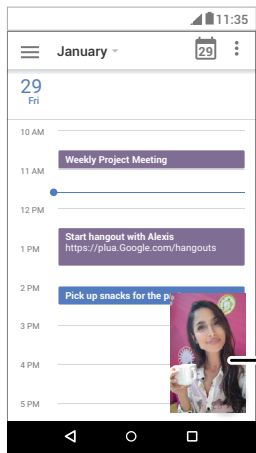 11:35
January
29
29
Fri
10 AM
Weekly Project Meeting
11 AM
12 PM
Start hangout with Alexis
https://plua.Google.com/hangouts
1 PM
2 PM
Pick up snacks for the
3 PM
4 PM
5 PM